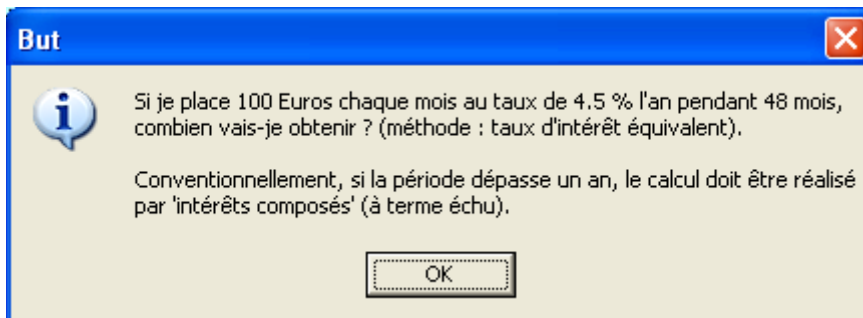 But
Si je place 100 Euros chaque mois au taux de 4.5 % l'an pendant 48 mois,
combien vais-je obtenir ? (méthode : taux d'intérêt équivalent).
Conventionnellement, si la période dépasse un an, le calcul doit être réalisé
par 'intérêts composés' (à terme échu).
OK